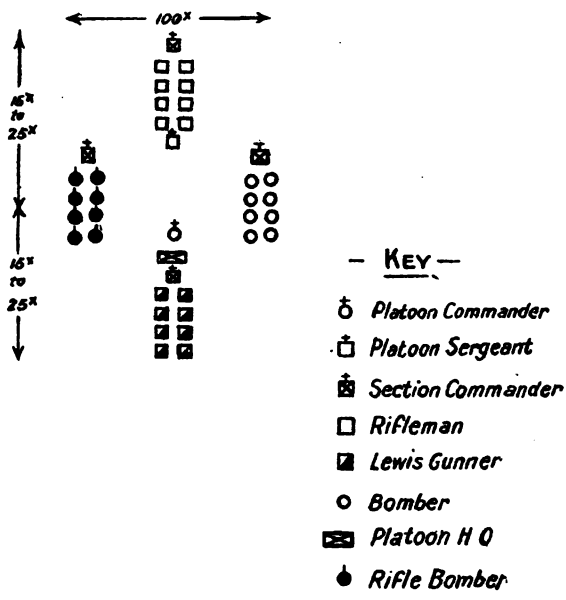 100ˣ
15ˣ
to
25ˣ
15ˣ
to
25ˣ
— KEY —
Platoon Commander
Platoon Sergeant
Section Commander
Rifleman
Lewis Gunner
Bomber
Platoon H Q
Rifle Bomber